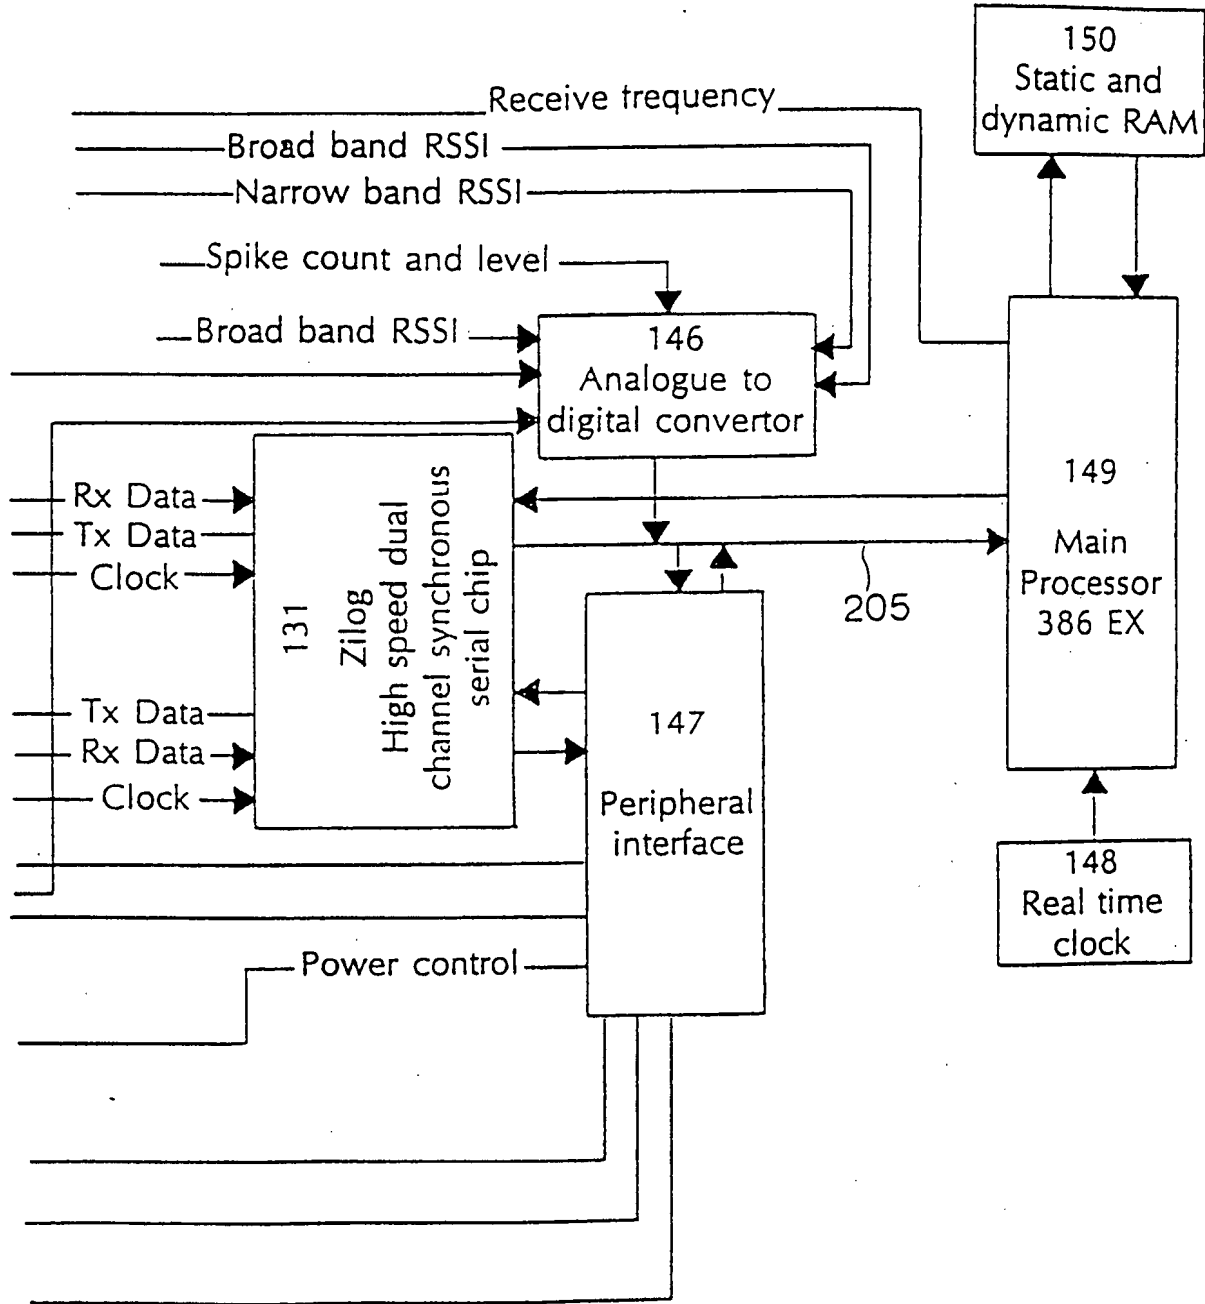 150
Static and
dynamic RAM
Receive trequency
Broad band RSSI
Narrow band RSSI
Spike count and level
Broad band RSSI
146
Analogue to
digital convertor
Rx Data
Tx Data
Clock
Tx Data
Rx Data
Clock
131
Zilog
High speed dual
channel synchronous
serial chip
149
Main
Processor
386 EX
205
147
Peripheral
interface
148
Real time
clock
Power control